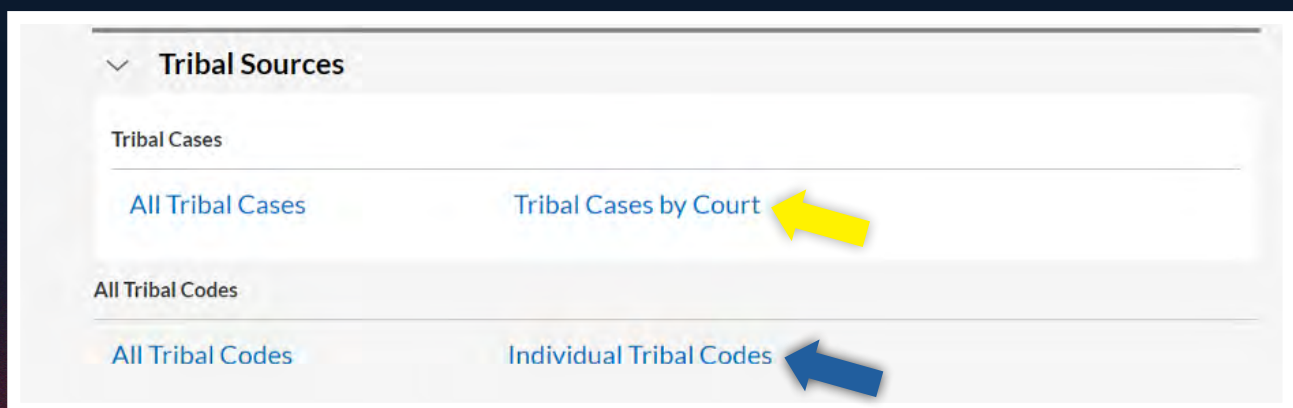 Tribal Sources
Tribal Cases
All Tribal Cases Tribal Cases by Court
All Tribal Codes
All Tribal Codes Individual Tribal Codes